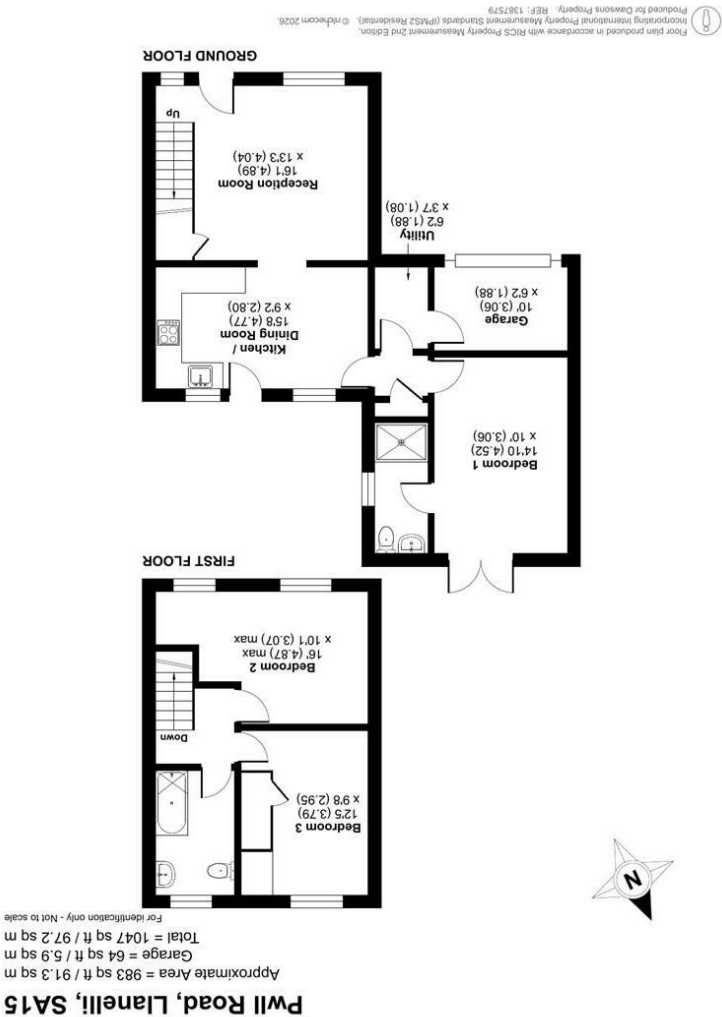 Pwll Road, Llanelli, SA15
Approximate Area = 983 sq ft / 91.3 sq m
Garage = 64 sq ft / 5.9 sq m
Total = 1047 sq ft / 97.2 sq m
For identification only - Not to scale
N
Bedroom 3
12'5 (3.79)
x 9'8 (2.95)
Down
Bedroom 2
16' (4.87) max
x 10'1 (3.07) max
FIRST FLOOR
Bedroom 1
14'10 (4.52)
x 10' (3.06)
Kitchen /
Dining Room
15'8 (4.77)
x 9'2 (2.80)
Garage
10' (3.06)
x 6'2 (1.88)
Utility
6'2 (1.88)
x 3'7 (1.08)
Reception Room
16'1 (4.89)
x 13'3 (4.04)
Up
GROUND FLOOR
Floor plan produced in accordance with RICS Property Measurement 2nd Edition.
Incorporating International Property Measurement Standards (IPMS2 Residential). © nichecom 2026.
Produced for Dawsons Property. REF: 1387579